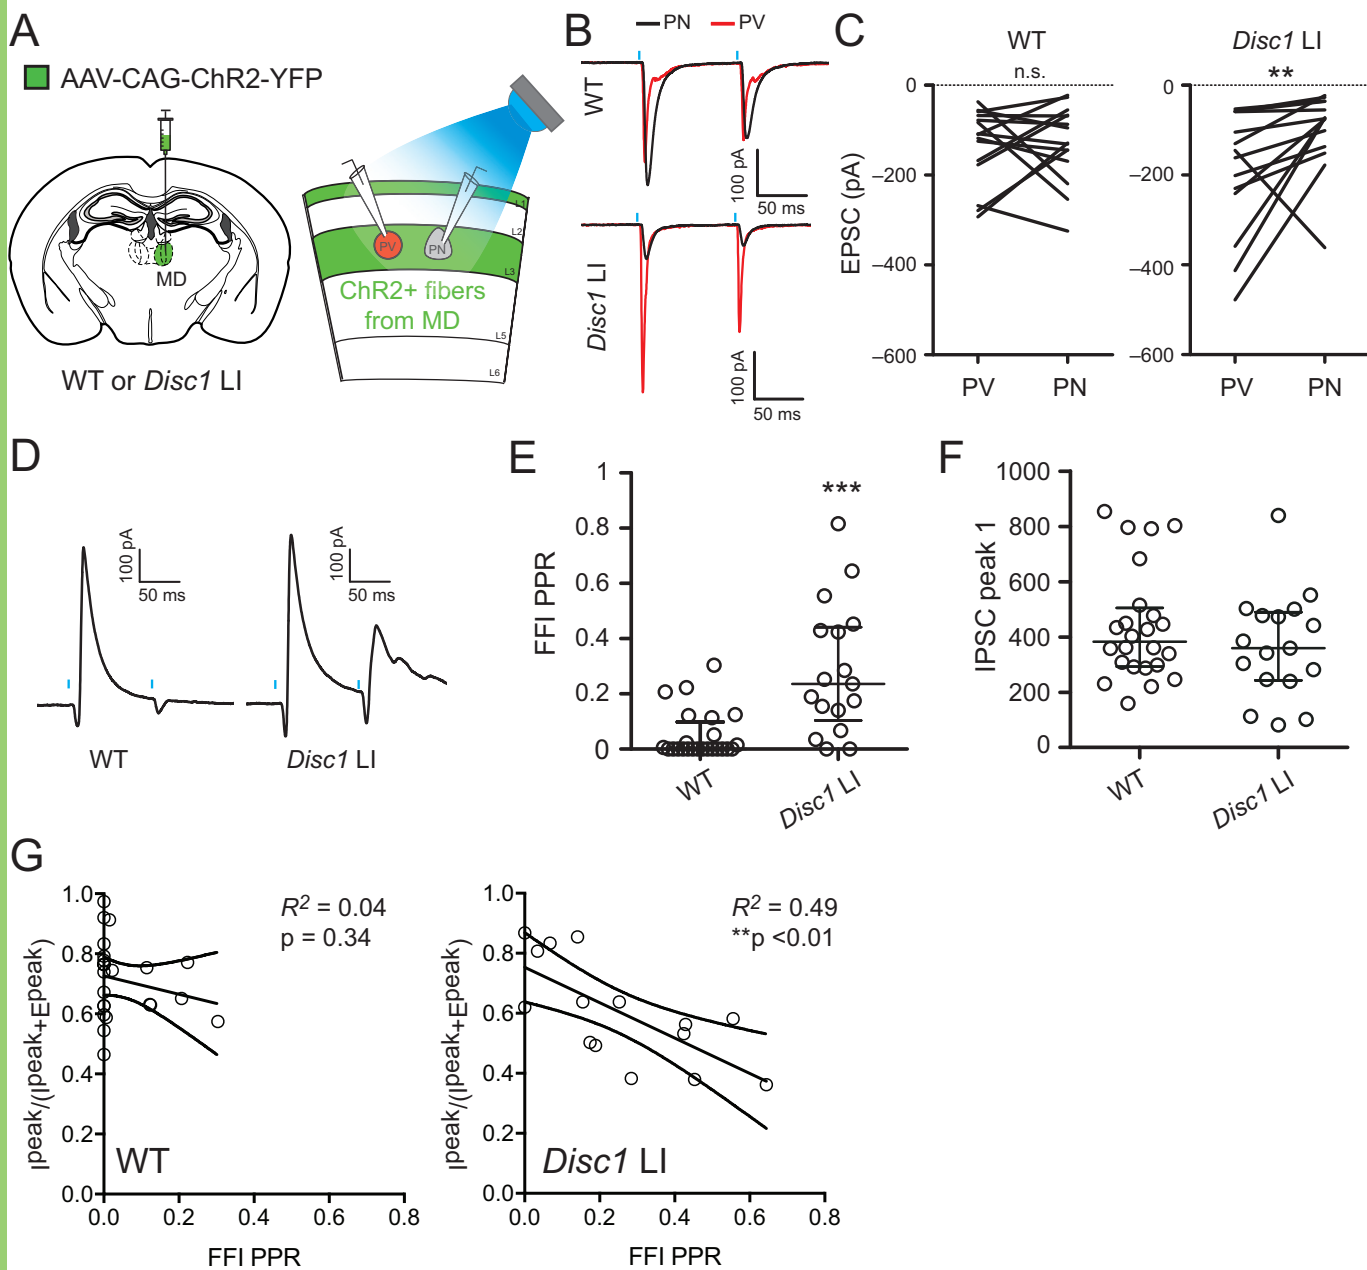 A
AAV-CAG-ChR2-YFP
MD
WT or Disc1 LI
PV
PN
L1
L2
L3
ChR2+ fibers
from MD
L5
L6
B
PN PV
WT
100 pA
50 ms
Disc1 LI
100 pA
50 ms
C
WT
n.s.
EPSC (pA)
0
–200
–400
–600
PV PN
Disc1 LI
**
0
–200
–400
–600
PV PN
D
100 pA
50 ms
WT
100 pA
50 ms
Disc1 LI
E
FFI PPR
1
0.8
0.6
0.4
0.2
0
***
WT
Disc1 LI
F
IPSC peak 1
1000
800
600
400
200
0
WT
Disc1 LI
G
Ipeak/(Ipeak+Epeak)
1.0
0.8
0.6
0.4
0.2
0.0
R2 = 0.04
p = 0.34
WT
0.0 0.2 0.4 0.6 0.8
FFI PPR
Ipeak/(Ipeak+Epeak)
1.0
0.8
0.6
0.4
0.2
0.0
R2 = 0.49
**p <0.01
Disc1 LI
0.0 0.2 0.4 0.6 0.8
FFI PPR